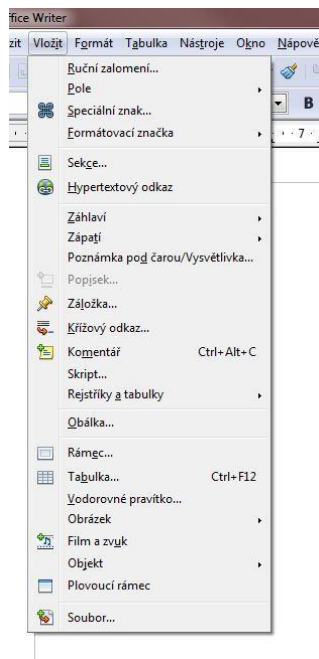 ffice Writer
zit Vložit Formát Tabulka Nástroje Okno Nápově
Ruční zalomení...
Pole
Speciální znak...
Formátovací značka
Sekce...
Hypertextový odkaz
Záhlaví
Zápatí
Poznámka pod čarou/Vysvětlivka...
Popisek...
Záložka...
Křížový odkaz...
Komentář Ctrl+Alt+C
Skript...
Rejstříky a tabulky
Obálka...
Rámec...
Tabulka... Ctrl+F12
Vodorovné pravítko...
Obrázek
Film a zvuk
Objekt
Plovoucí rámec
Soubor...
B
7